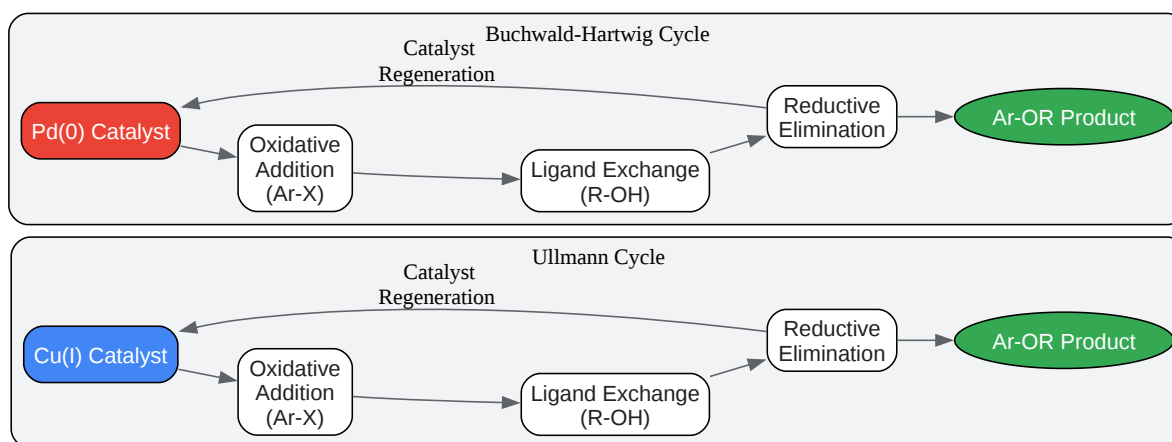 Buchwald-Hartwig Cycle
Catalyst
Regeneration
Pd(0) Catalyst
Oxidative
Addition
(Ar-X)
Ligand Exchange
(R-OH)
Reductive
Elimination
Ar-OR Product
Ullmann Cycle
Catalyst
Regeneration
Cu(I) Catalyst
Oxidative
Addition
(Ar-X)
Ligand Exchange
(R-OH)
Reductive
Elimination
Ar-OR Product